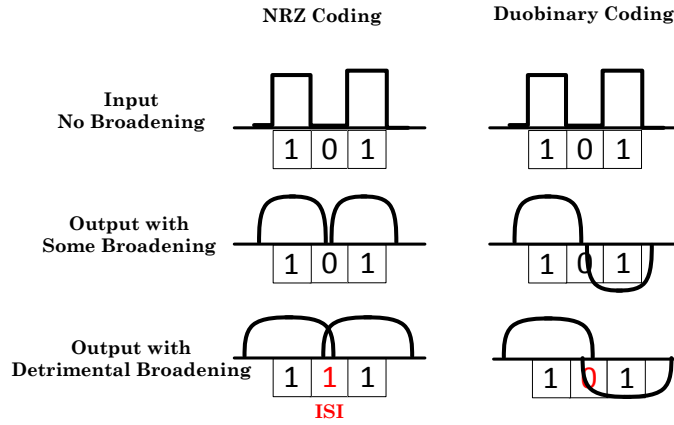 NRZ Coding
Duobinary Coding
Input
No Broadening
1 0 1
1 0 1
Output with
Some Broadening
1 0 1
1 0 1
Output with
Detrimental Broadening
1 1 1
1 0 1
ISI